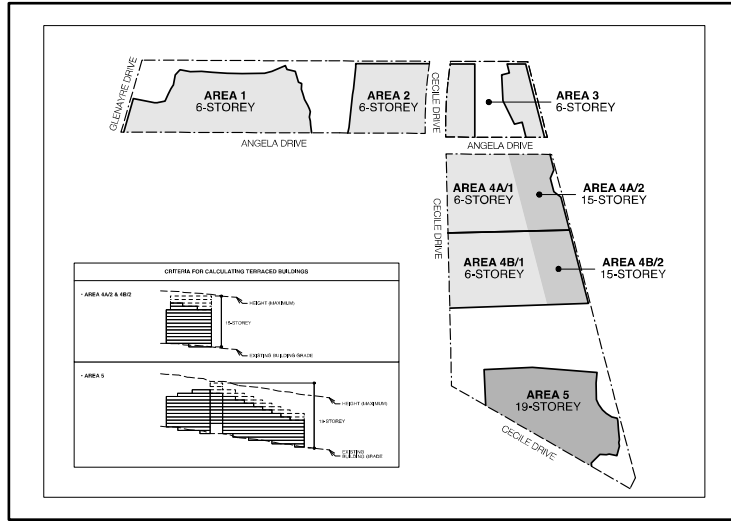 GLENAYRE DRIVE
AREA 1
6-STOREY
AREA 2
6-STOREY
CECILE DRIVE
AREA 3
6-STOREY
ANGELA DRIVE
ANGELA DRIVE
CECILE DRIVE
AREA 4A/1
6-STOREY
AREA 4A/2
15-STOREY
AREA 4B/1
6-STOREY
AREA 4B/2
15-STOREY
AREA 5
19-STOREY
CECILE DRIVE
CRITERIA FOR CALCULATING TERRACED BUILDINGS
- AREA 4A/2 & 4B/2
HEIGHT (MAXIMUM)
15-STOREY
EXISTING BUILDING GRADE
- AREA 5
HEIGHT (MAXIMUM)
19-STOREY
EXISTING
BUILDING GRADE